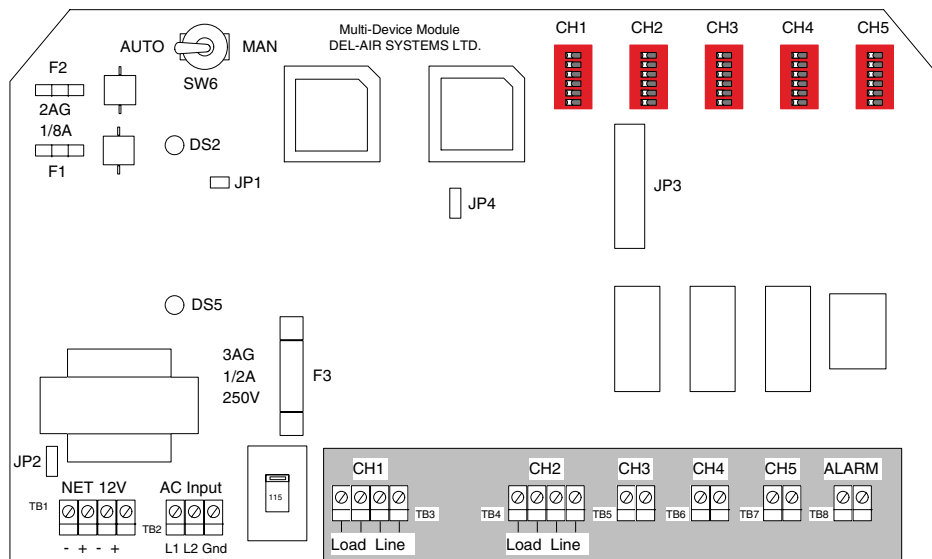 Multi-Device Module
DEL-AIR SYSTEMS LTD.
CH1 CH2 CH3 CH4 CH5
AUTO MAN
SW6
F2
2AG
1/8A
F1
DS2
JP1
JP4
JP3
DS5
3AG
1/2A
250V
F3
JP2
115
NET 12V
TB1
- + - +
AC Input
TB2
L1 L2 Gnd
CH1
TB3
Load Line
CH2
TB4
Load Line
CH3
TB5
CH4
TB6
CH5
TB7
ALARM
TB8